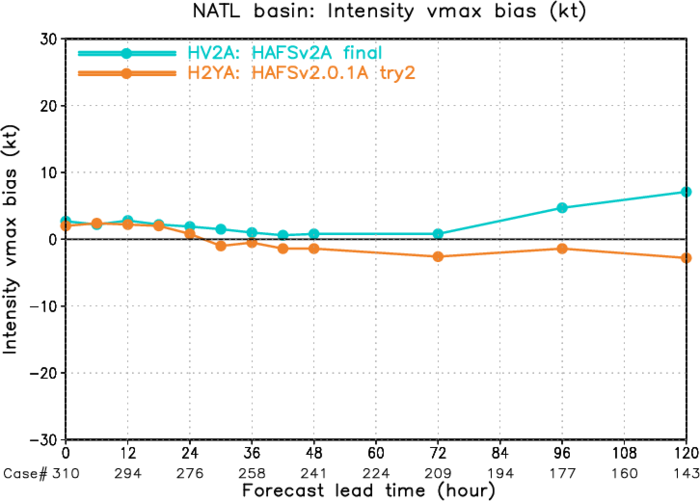 NATL basin: Intensity vmax bias (kt)
HV2A: HAFSv2A final
H2YA: HAFSv2.0.1A try2
Intensity vmax bias (kt)
30
20
10
0
−10
−20
−30
0 12 24 36 48 60 72 84 96 108 120
Case# 310 294 276 258 241 224 209 194 177 160 143
Forecast lead time (hour)